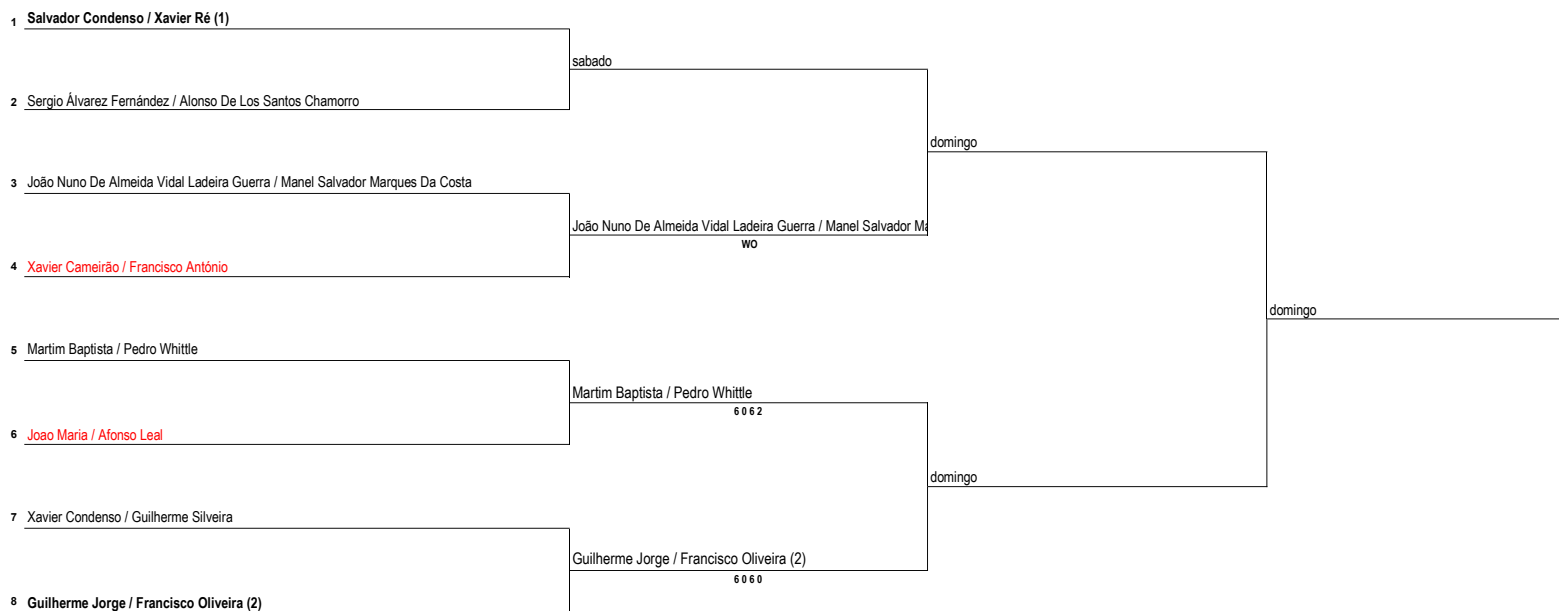 1 Salvador Condenso / Xavier Ré (1)
sabado
2 Sergio Álvarez Fernández / Alonso De Los Santos Chamorro
domingo
3 João Nuno De Almeida Vidal Ladeira Guerra / Manel Salvador Marques Da Costa
João Nuno De Almeida Vidal Ladeira Guerra / Manel Salvador Ma
WO
4 Xavier Cameirão / Francisco António
domingo
5 Martim Baptista / Pedro Whittle
Martim Baptista / Pedro Whittle
6 0 6 2
6 Joao Maria / Afonso Leal
domingo
7 Xavier Condenso / Guilherme Silveira
Guilherme Jorge / Francisco Oliveira (2)
6 0 6 0
8 Guilherme Jorge / Francisco Oliveira (2)